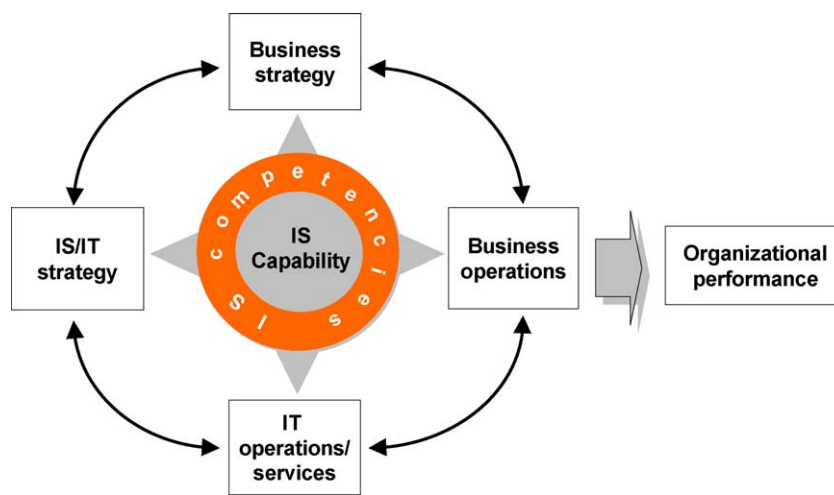 Business
strategy
IS competencies
IS/IT
strategy
IS
Capability
Business
operations
Organizational
performance
IT
operations/
services